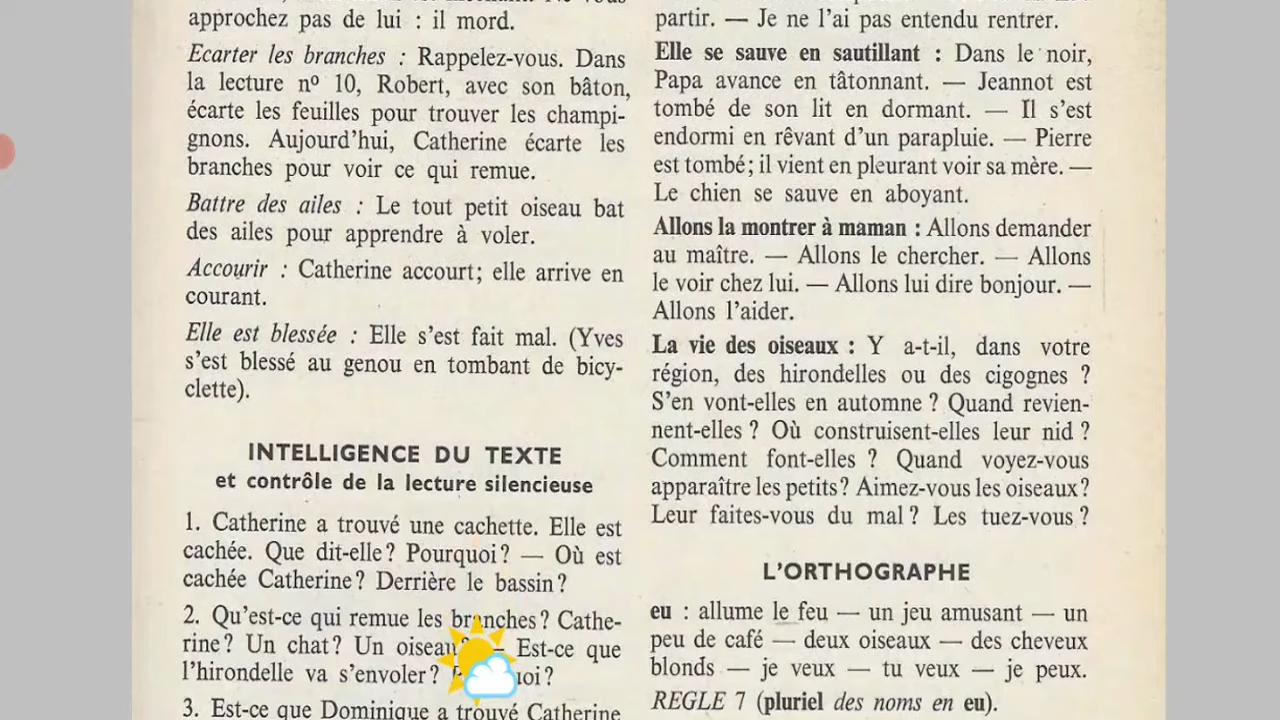 approchez pas de lui : il mord.
Ecarter les branches : Rappelez-vous. Dans
la lecture nº 10, Robert, avec son bâton,
écarte les feuilles pour trouver les champi-
gnons. Aujourd'hui, Catherine écarte les
branches pour voir ce qui remue.
Battre des ailes : Le tout petit oiseau bat
des ailes pour apprendre à voler.
Accourir : Catherine accourt; elle arrive en
courant.
Elle est blessée : Elle s'est fait mal. (Yves
s'est blessé au genou en tombant de bicy-
clette).
INTELLIGENCE DU TEXTE
et contrôle de la lecture silencieuse
1. Catherine a trouvé une cachette. Elle est
cachée. Que dit-elle ? Pourquoi ? — Où est
cachée Catherine ? Derrière le bassin ?
2. Qu'est-ce qui remue les branches ? Cathe-
rine ? Un chat ? Un oiseau ? — Est-ce que
l'hirondelle va s'envoler ?
3. Est-ce que Dominique a trouvé Catherine
partir. — Je ne l'ai pas entendu rentrer.
Elle se sauve en sautillant : Dans le noir,
Papa avance en tâtonnant. — Jeannot est
tombé de son lit en dormant. — Il s'est
endormi en rêvant d'un parapluie. — Pierre
est tombé ; il vient en pleurant voir sa mère. —
Le chien se sauve en aboyant.
Allons la montrer à maman : Allons demander
au maître. — Allons le chercher. — Allons
le voir chez lui. — Allons lui dire bonjour. —
Allons l'aider.
La vie des oiseaux : Y a-t-il, dans votre
région, des hirondelles ou des cigognes ?
S'en vont-elles en automne ? Quand revien-
nent-elles ? Où construisent-elles leur nid ?
Comment font-elles ? Quand voyez-vous
apparaître les petits ? Aimez-vous les oiseaux ?
Leur faites-vous du mal ? Les tuez-vous ?
L'ORTHOGRAPHE
eu : allume le feu — un jeu amusant — un
peu de café — deux oiseaux — des cheveux
blonds — je veux — tu veux — je peux.
REGLE 7 (pluriel des noms en eu).